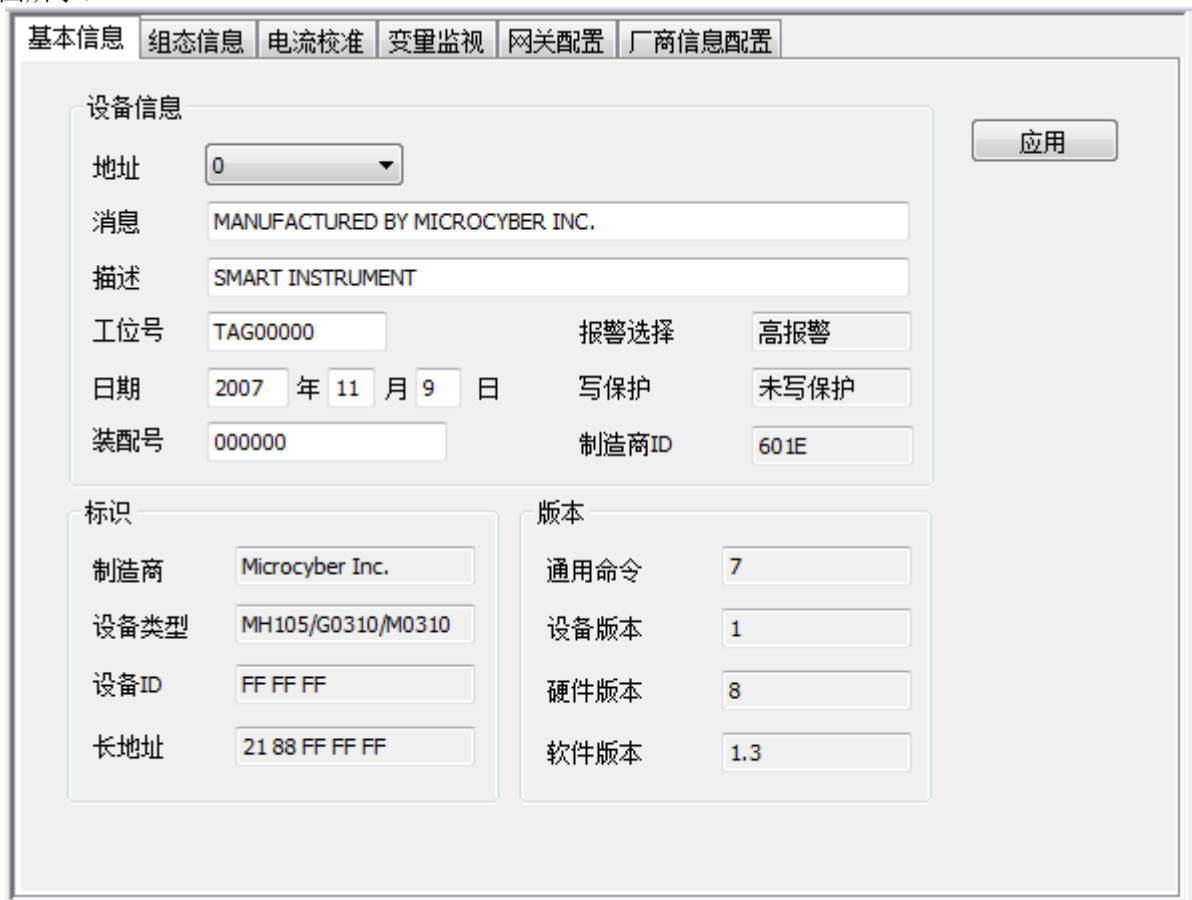 基本信息 组态信息 电流校准 变量监视 网关配置 厂商信息配置
设备信息
应用
地址 0
消息 MANUFACTURED BY MICROCYBER INC.
描述 SMART INSTRUMENT
工位号 TAG00000 报警选择 高报警
日期 2007 年 11 月 9 日 写保护 未写保护
装配号 000000 制造商ID 601E
标识 版本
制造商 Microcyber Inc. 通用命令 7
设备类型 MH105/G0310/M0310 设备版本 1
设备ID FF FF FF 硬件版本 8
长地址 21 88 FF FF FF 软件版本 1.3